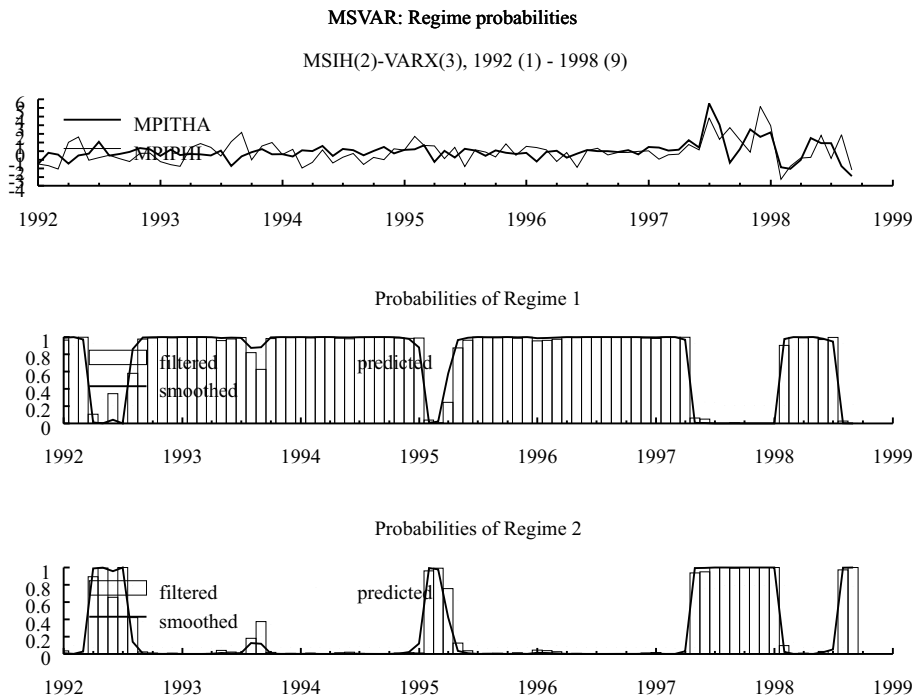 MSVAR: Regime probabilities
MSIH(2)-VARX(3), 1992 (1) - 1998 (9)
6
5
4
3
2
1
0
-1
-2
-3
-4
MPITHA
MPIPHI
1992 1993 1994 1995 1996 1997 1998 1999
Probabilities of Regime 1
1
0.8
0.6
0.4
0.2
0
filtered predicted
smoothed
1992 1993 1994 1995 1996 1997 1998 1999
Probabilities of Regime 2
1
0.8
0.6
0.4
0.2
0
filtered predicted
smoothed
1992 1993 1994 1995 1996 1997 1998 1999